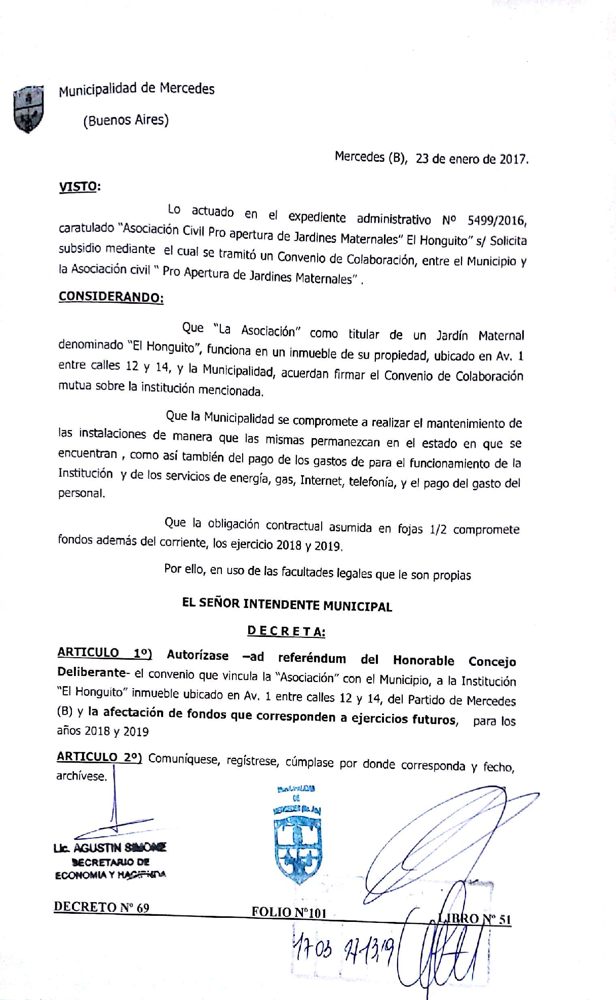 Municipalidad de Mercedes
(Buenos Aires)
Mercedes (B), 23 de enero de 2017.
VISTO:
Lo actuado en el expediente administrativo Nº 5499/2016,
caratulado "Asociación Civil Pro apertura de Jardines Maternales" El Honguito" s/ Solicita
subsidio mediante el cual se tramitó un Convenio de Colaboración, entre el Municipio y
la Asociación civil " Pro Apertura de Jardines Maternales" .
CONSIDERANDO:
Que "La Asociación" como titular de un Jardín Maternal
denominado "El Honguito", funciona en un inmueble de su propiedad, ubicado en Av. 1
entre calles 12 y 14, y la Municipalidad, acuerdan firmar el Convenio de Colaboración
mutua sobre la institución mencionada.
Que la Municipalidad se compromete a realizar el mantenimiento de
las instalaciones de manera que las mismas permanezcan en el estado en que se
encuentran , como así también del pago de los gastos de para el funcionamiento de la
Institución y de los servicios de energía, gas, Internet, telefonía, y el pago del gasto del
personal.
Que la obligación contractual asumida en fojas 1/2 compromete
fondos además del corriente, los ejercicio 2018 y 2019.
Por ello, en uso de las facultades legales que le son propias
EL SEÑOR INTENDENTE MUNICIPAL
D E C R E T A:
ARTICULO 1º) Autorízase –ad referéndum del Honorable Concejo
Deliberante- el convenio que vincula la "Asociación" con el Municipio, a la Institución
"El Honguito" inmueble ubicado en Av. 1 entre calles 12 y 14, del Partido de Mercedes
(B) y la afectación de fondos que corresponden a ejercicios futuros, para los
años 2018 y 2019
ARTICULO 2º) Comuníquese, regístrese, cúmplase por donde corresponda y fecho,
archívese.
MUNICIPALIDAD
DE
MERCEDES (Bs. As.)
Lic. AGUSTIN SIMONE
SECRETARIO DE
ECONOMIA Y HACIENDA
DECRETO Nº 69 FOLIO Nº101 LIBRO Nº 51
17 03